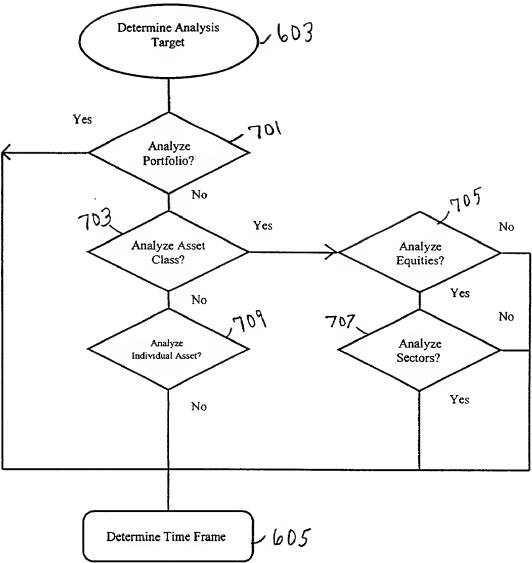 Determine Analysis
Target
603
Yes
Analyze
Portfolio?
701
No
703
Analyze Asset
Class?
Yes
705
Analyze
Equities?
No
No
Yes
709
Analyze
Individual Asset?
707
Analyze
Sectors?
No
No
Yes
Determine Time Frame
605